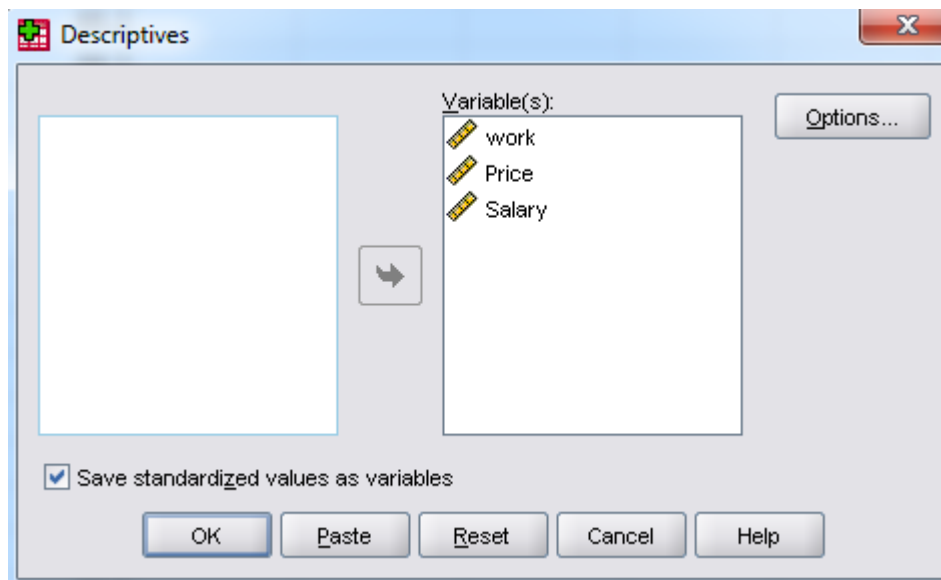 Descriptives
Variable(s):
work
Price
Salary
Options...
Save standardized values as variables
OK Paste Reset Cancel Help